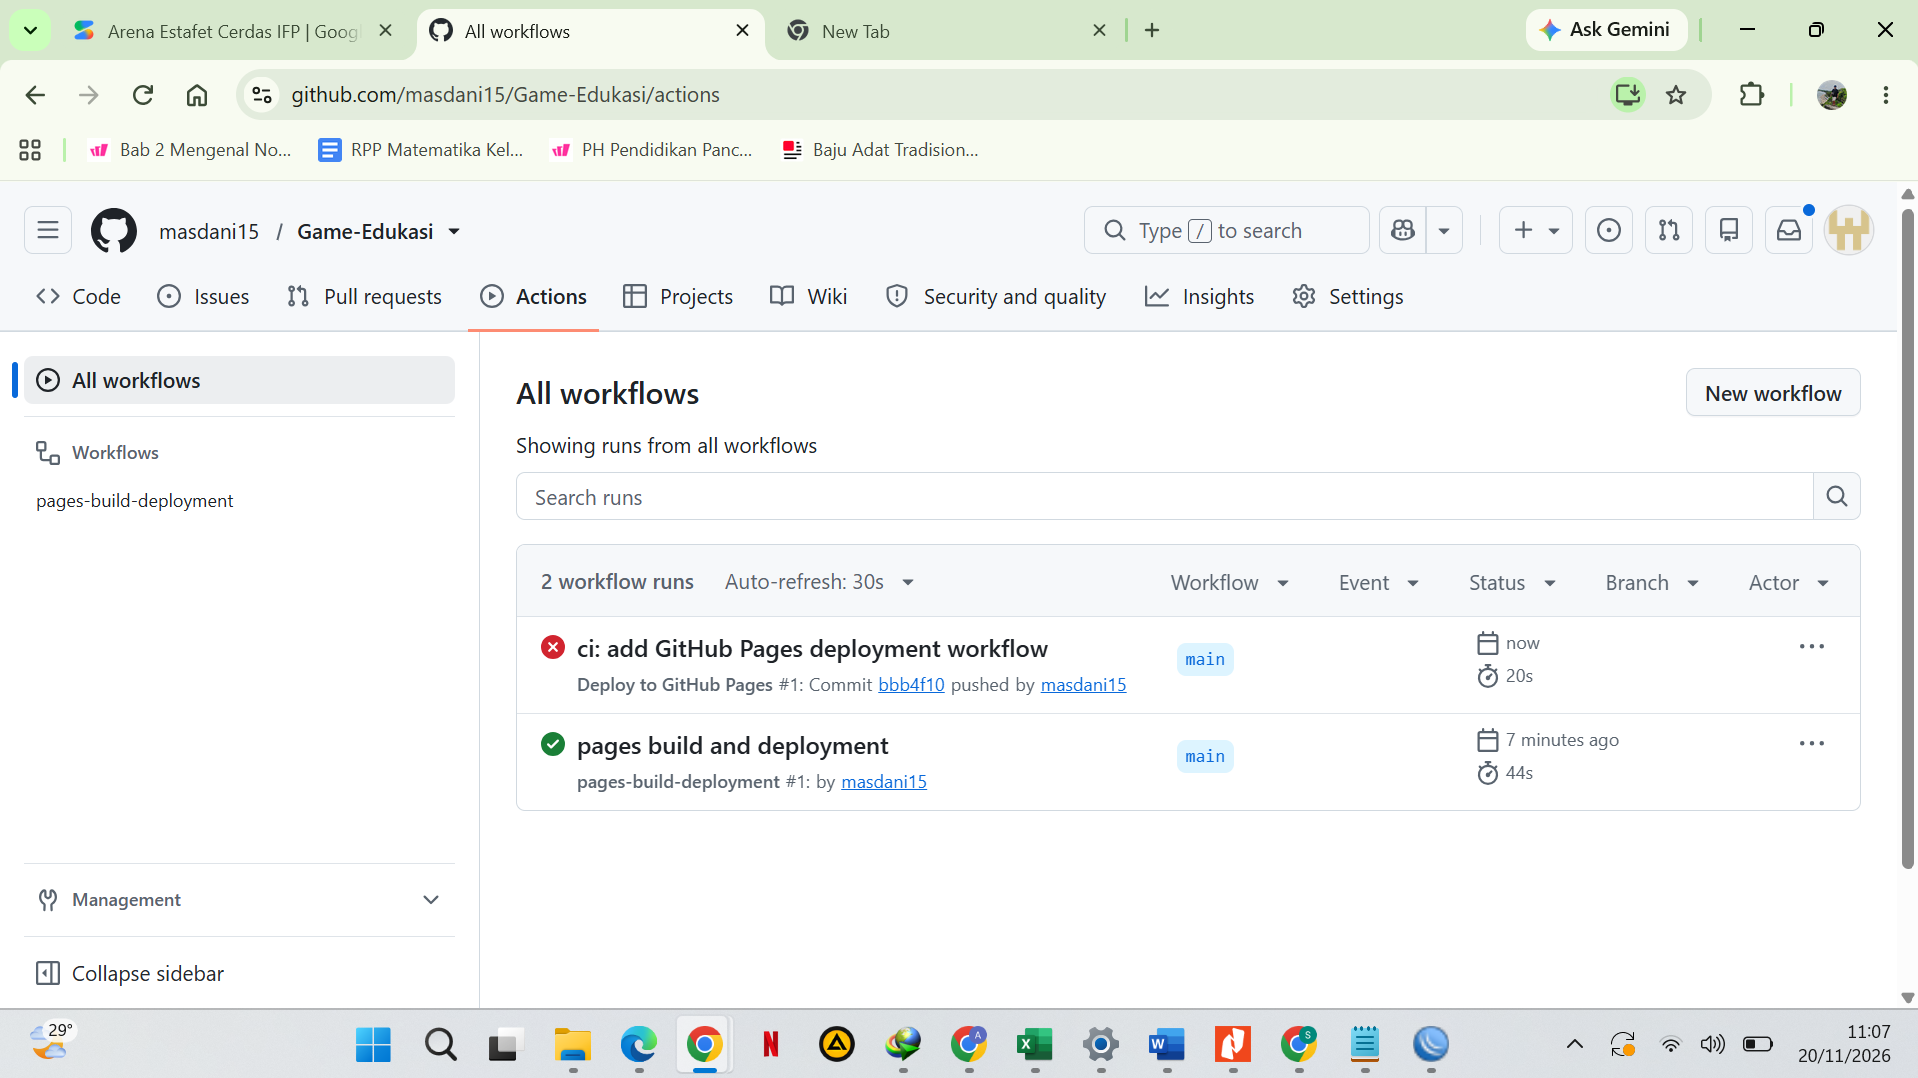 Arena Estafet Cerdas IFP | Goog
All workflows
New Tab
Ask Gemini
github.com/masdani15/Game-Edukasi/actions
Bab 2 Mengenal No...
RPP Matematika Kel...
PH Pendidikan Panc...
Baju Adat Tradision...
masdani15 / Game-Edukasi
Type / to search
Code
Issues
Pull requests
Actions
Projects
Wiki
Security and quality
Insights
Settings
All workflows
Workflows
pages-build-deployment
Management
Collapse sidebar
All workflows
New workflow
Showing runs from all workflows
Search runs
2 workflow runs
Auto-refresh: 30s
Workflow
Event
Status
Branch
Actor
ci: add GitHub Pages deployment workflow
Deploy to GitHub Pages #1: Commit bbb4f10 pushed by masdani15
main
now
20s
pages build and deployment
pages-build-deployment #1: by masdani15
main
7 minutes ago
44s
29°
11:07
20/11/2026